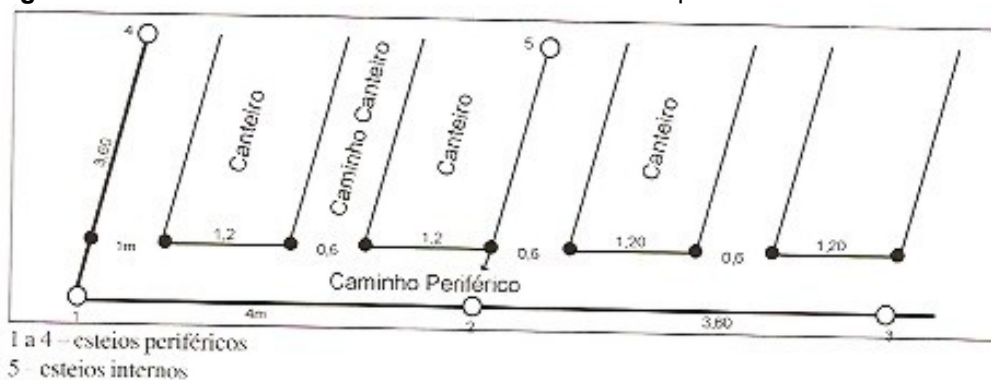 4
5
Canteiro
Caminho Canteiro
Canteiro
Canteiro
3,60
1m
1,2
0,6
1,2
0,6
1,20
0,6
1,20
Caminho Periférico
1
4m
2
3,60
3
1 a 4 – esteios periféricos
5 – esteios internos